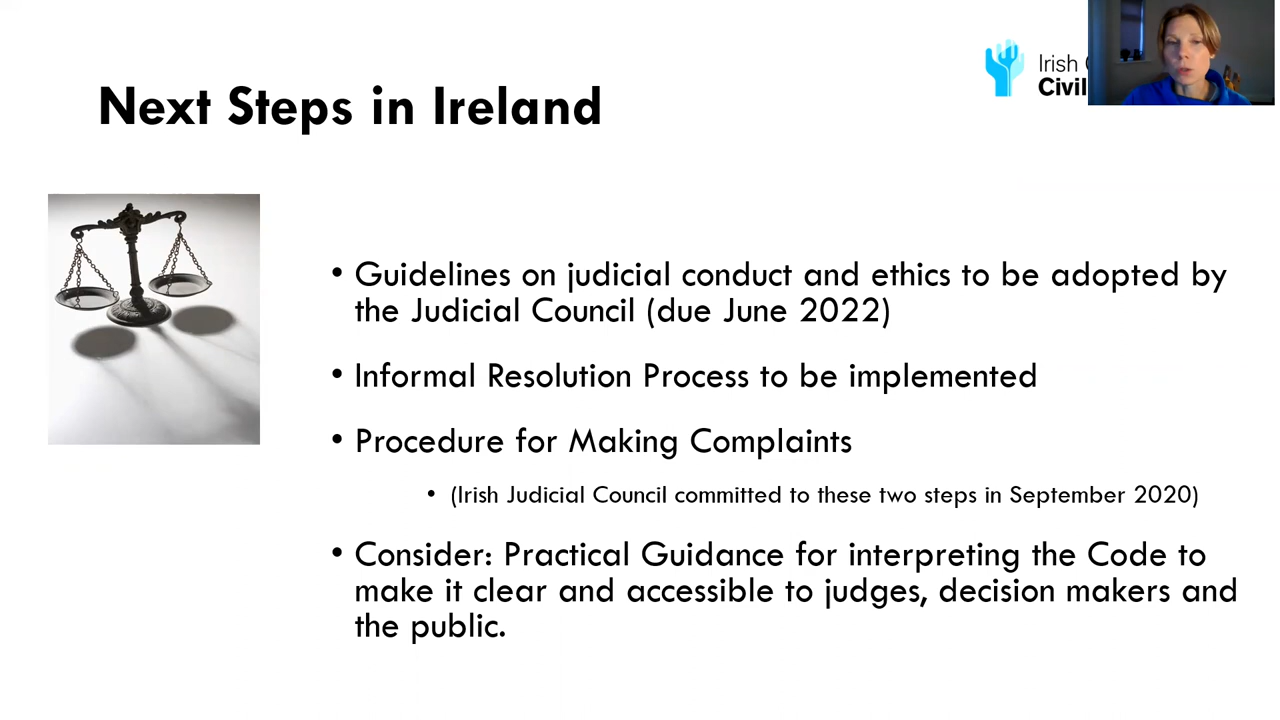 Irish
Civil
Next Steps in Ireland
• Guidelines on judicial conduct and ethics to be adopted by
the Judicial Council (due June 2022)
• Informal Resolution Process to be implemented
• Procedure for Making Complaints
• (Irish Judicial Council committed to these two steps in September 2020)
• Consider: Practical Guidance for interpreting the Code to
make it clear and accessible to judges, decision makers and
the public.